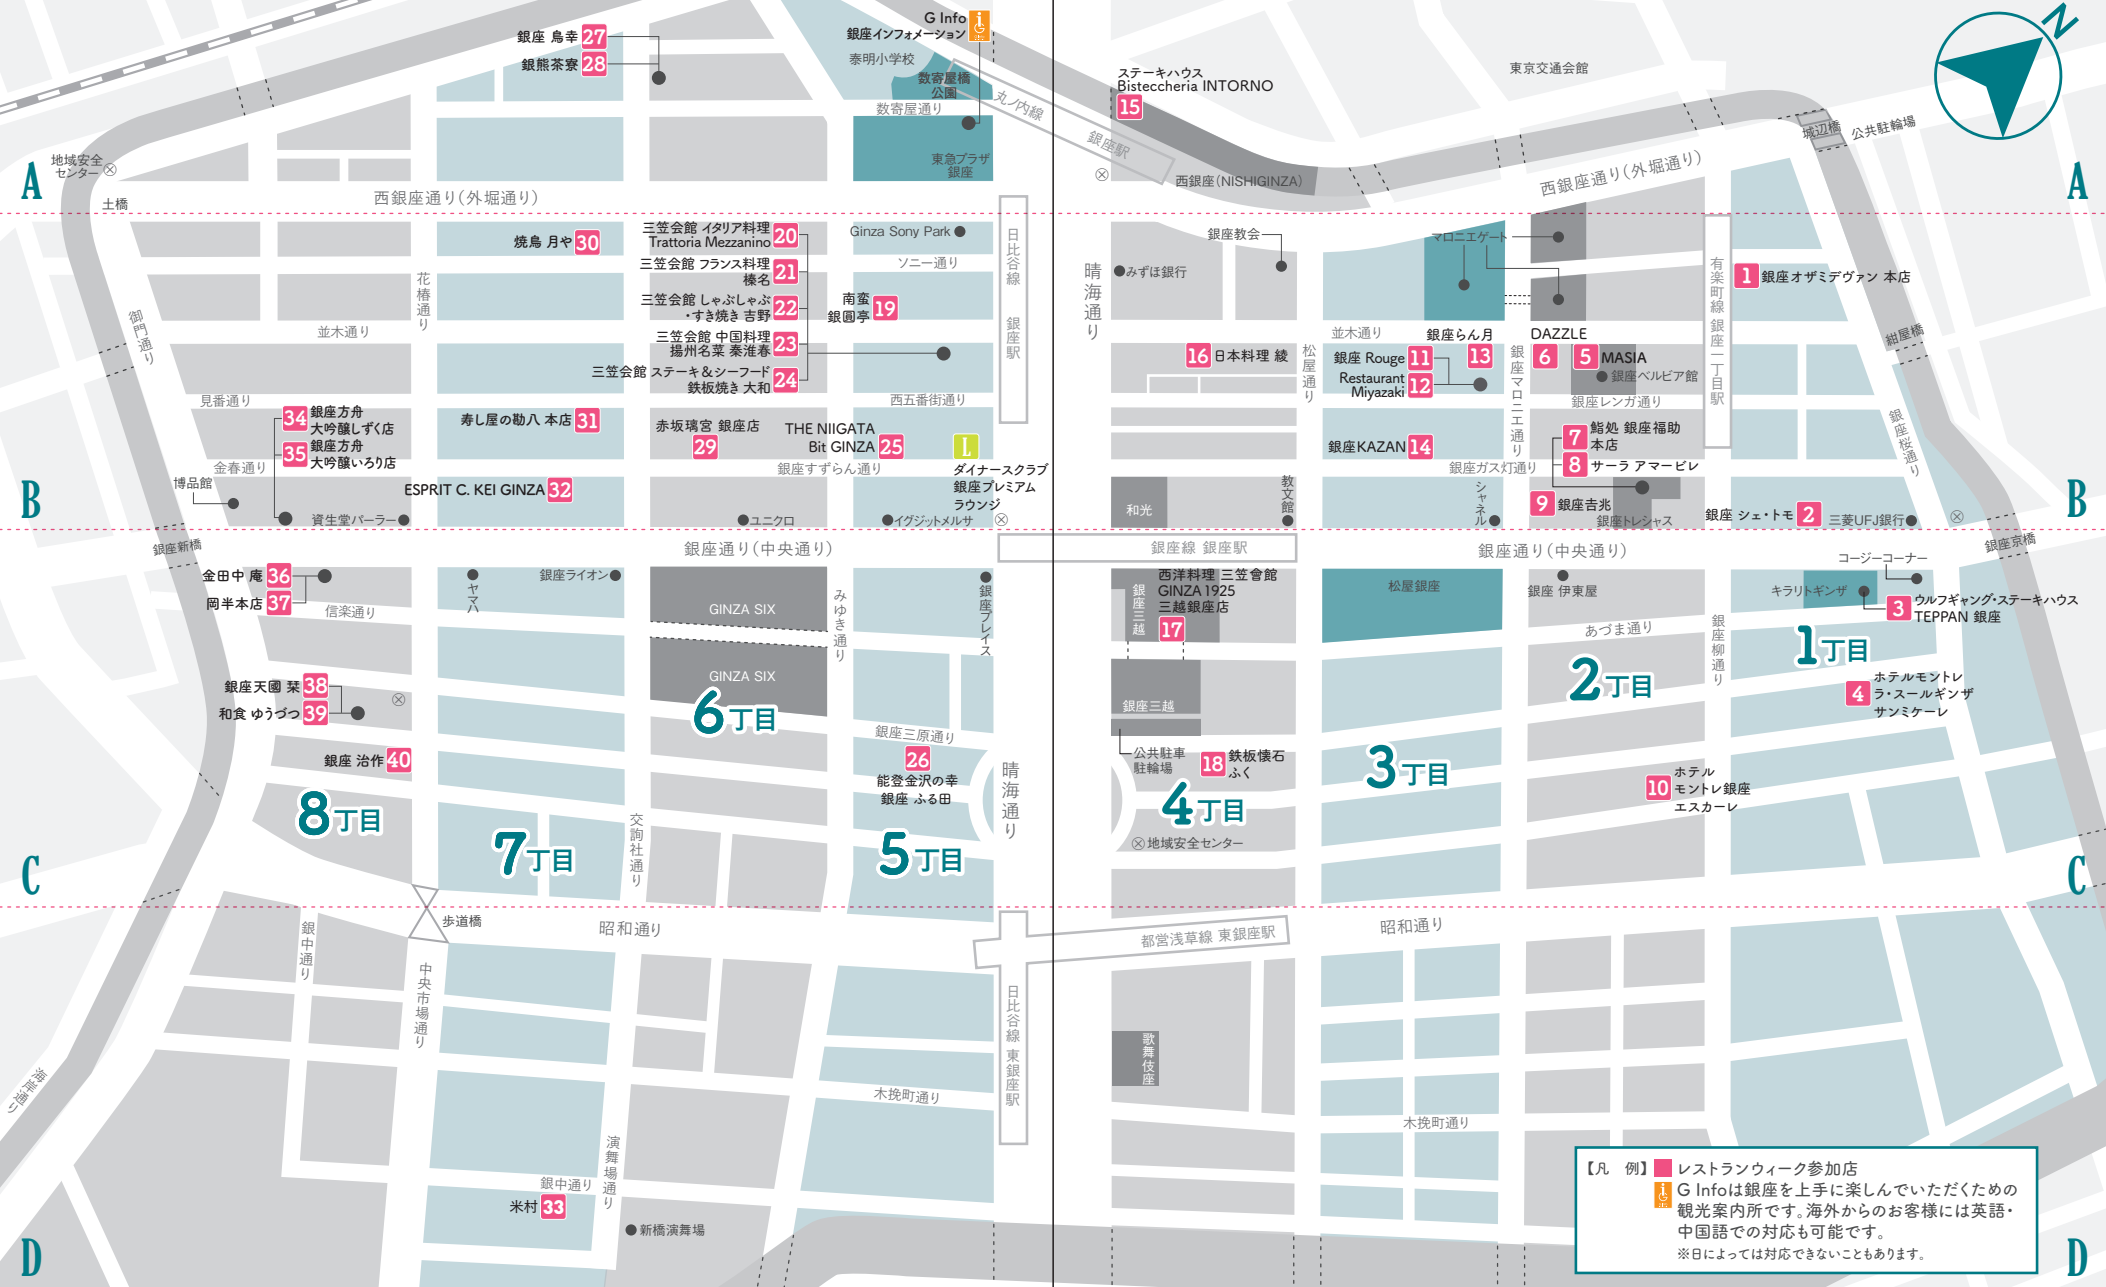 銀座 鳥幸 27
銀熊茶寮 28
G Info
銀座インフォメーション
泰明小学校
数寄屋橋
公園
数寄屋通り
丸ノ内線
銀座駅
東急プラザ
銀座
ステーキハウス
Bisteccheria INTORNO
15
東京交通会館
N
城辺橋
公共駐輪場
地域安全
センター
A
土橋
西銀座通り(外堀通り)
西銀座(NISHIGINZA)
西銀座通り(外堀通り)
A
焼鳥 月や 30
三笠会館 イタリア料理
Trattoria Mezzanino 20
三笠会館 フランス料理
榛名 21
三笠会館 しゃぶしゃぶ
・すき焼き 吉野 22
三笠会館 中国料理
揚州名菜 秦淮春 23
三笠会館 ステーキ&シーフード
鉄板焼き 大和 24
Ginza Sony Park
ソニー通り
南蛮
銀圓亭 19
日比谷線 銀座駅
晴海通り
みずほ銀行
銀座教会
マロニエゲート
有楽町線 銀座一丁目駅
1 銀座オザミデヴァン 本店
御門通り
花椿通り
並木通り
並木通り
紺屋橋
16 日本料理 綾
松屋通り
銀座 Rouge 11
Restaurant
Miyazaki 12
銀座らん月
13
銀座マロニエ通り
DAZZLE
6
5 MASIA
銀座ベルビア館
銀座レンガ通り
見番通り
34 銀座方舟
大吟醸しずく店
35 銀座方舟
大吟醸いろり店
金春通り
博品館
資生堂パーラー
寿し屋の勘八 本店 31
ESPRIT C. KEI GINZA 32
赤坂璃宮 銀座店
29
THE NIIGATA
Bit GINZA 25
西五番街通り
銀座すずらん通り
L
ダイナースクラブ
銀座プレミアム
ラウンジ
ユニクロ
イグジットメルサ
和光
教文館
銀座KAZAN 14
銀座ガス灯通り
シャネル
7 鮨処 銀座福助
本店
8 サーラ アマービレ
9 銀座𠮷兆
銀座トレシャス
銀座 シェ・トモ 2
三菱UFJ銀行
銀座桜通り
B
B
銀座新橋
銀座通り(中央通り)
銀座線 銀座駅
銀座通り(中央通り)
銀座京橋
金田中 庵 36
岡半本店 37
信楽通り
ヤマハ
銀座ライオン
GINZA SIX
GINZA SIX
みゆき通り
銀座プレイス
銀座三越
西洋料理 三笠會館
GINZA 1925
三越銀座店
17
松屋銀座
銀座 伊東屋
あづま通り
銀座柳通り
コージーコーナー
キラリトギンザ
3 ウルフギャング・ステーキハウス
TEPPAN 銀座
1丁目
2丁目
4 ホテルモントレ
ラ・スールギンザ
サンミケーレ
銀座天國 栞 38
和食 ゆうづつ 39
銀座 治作 40
6丁目
銀座三原通り
26
能登金沢の幸
銀座 ふる田
晴海通り
銀座三越
公共駐車
駐輪場
18 鉄板懐石
ふく
4丁目
地域安全センター
3丁目
10 ホテル
モントレ銀座
エスカーレ
8丁目
7丁目
交詢社通り
5丁目
C
C
歩道橋
昭和通り
都営浅草線 東銀座駅
昭和通り
銀中通り
中央市場通り
日比谷線 東銀座駅
歌舞伎座
海岸通り
木挽町通り
木挽町通り
演舞場通り
銀中通り
米村 33
新橋演舞場
D
D
【凡 例】 レストランウィーク参加店
G Infoは銀座を上手に楽しんでいただくための
観光案内所です。海外からのお客様には英語・
中国語での対応も可能です。
※日によっては対応できないこともあります。